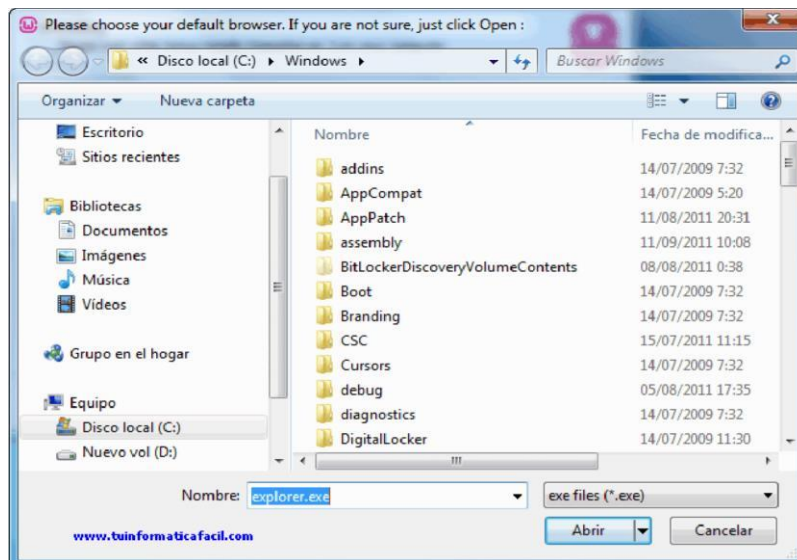 Please choose your default browser. If you are not sure, just click Open :
« Disco local (C:) Windows
Buscar Windows
Organizar Nueva carpeta
Escritorio
Sitios recientes
Bibliotecas
Documentos
Imágenes
Música
Vídeos
Grupo en el hogar
Equipo
Disco local (C:)
Nuevo vol (D:)
Nombre Fecha de modifica...
addins 14/07/2009 7:32
AppCompat 14/07/2009 5:20
AppPatch 11/08/2011 20:31
assembly 11/09/2011 10:08
BitLockerDiscoveryVolumeContents 08/08/2011 0:38
Boot 14/07/2009 7:32
Branding 14/07/2009 7:32
CSC 15/07/2011 11:15
Cursors 14/07/2009 7:32
debug 05/08/2011 17:35
diagnostics 14/07/2009 7:32
DigitalLocker 14/07/2009 11:30
Nombre: explorer.exe exe files (*.exe)
www.tuinformaticafacil.com
Abrir Cancelar